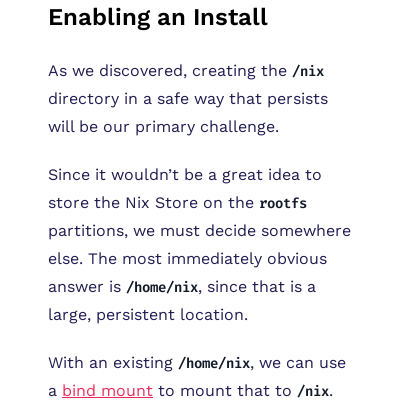 Enabling an Install
As we discovered, creating the /nix
directory in a safe way that persists
will be our primary challenge.
Since it wouldn’t be a great idea to
store the Nix Store on the rootfs
partitions, we must decide somewhere
else. The most immediately obvious
answer is /home/nix, since that is a
large, persistent location.
With an existing /home/nix, we can use
a bind mount to mount that to /nix.